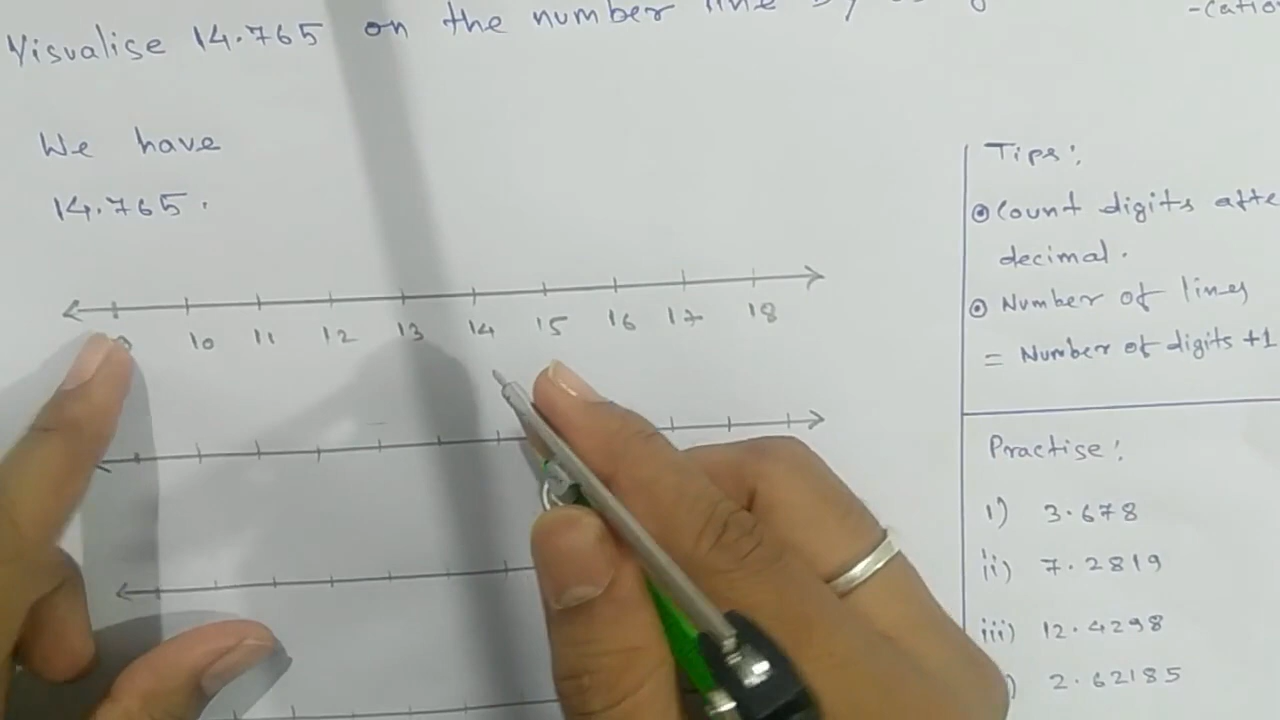 Visualise 14.765 on the number line by
We have
14.765.
10 11 12 13 14 15 16 17 18
Tips:
Count digits afte
decimal.
Number of lines
= Number of digits +1
Practise:
i) 3.678
ii) 7.2819
iii) 12.4298
) 2.62185